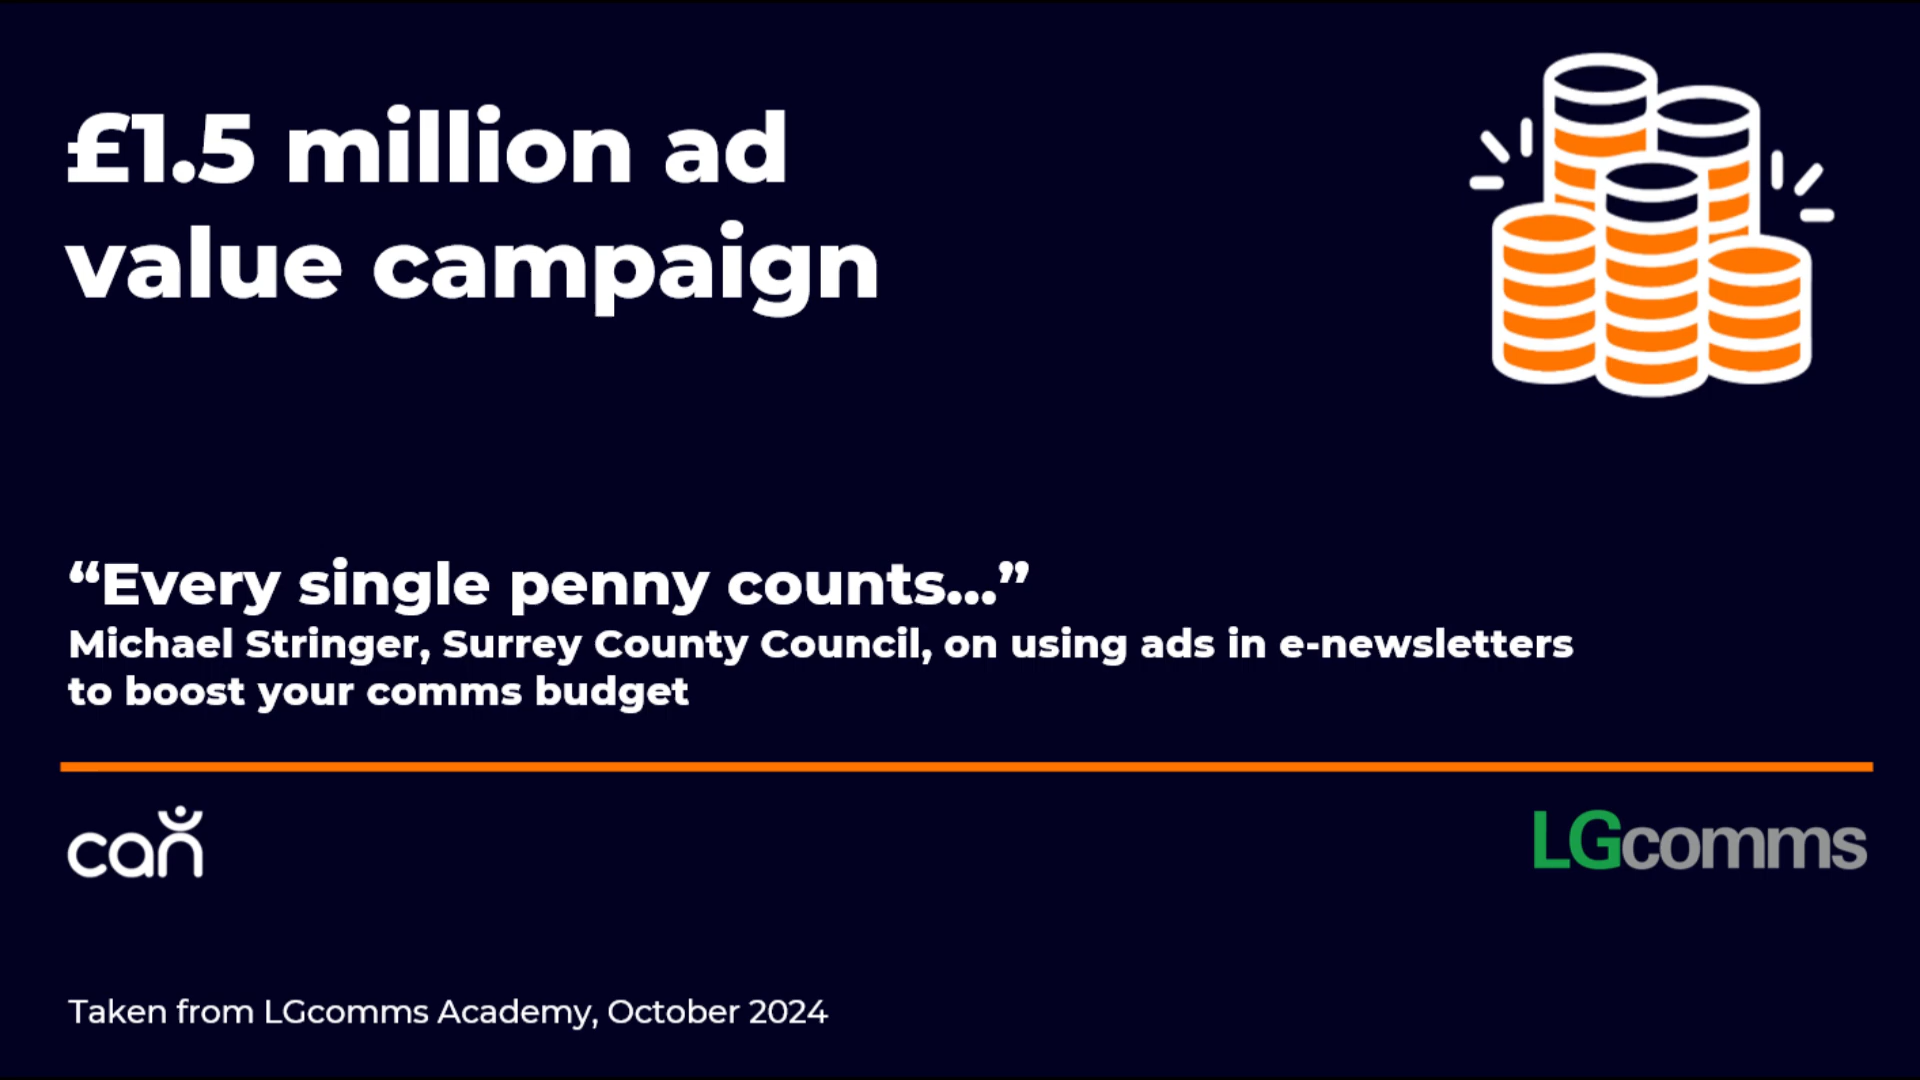 £1.5 million ad
value campaign
“Every single penny counts...”
Michael Stringer, Surrey County Council, on using ads in e-newsletters
to boost your comms budget
can
LGcomms
Taken from LGcomms Academy, October 2024